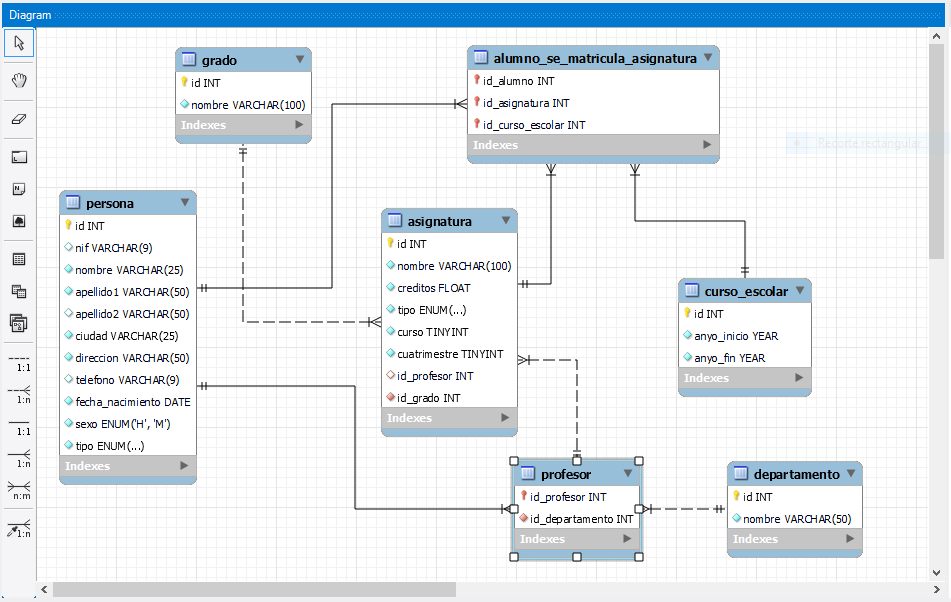 Diagram
grado
id INT
nombre VARCHAR(100)
Indexes
alumno_se_matricula_asignatura
id_alumno INT
id_asignatura INT
id_curso_escolar INT
Indexes
Recorte rectangular
persona
id INT
nif VARCHAR(9)
nombre VARCHAR(25)
apellido1 VARCHAR(50)
apellido2 VARCHAR(50)
ciudad VARCHAR(25)
direccion VARCHAR(50)
telefono VARCHAR(9)
fecha_nacimiento DATE
sexo ENUM('H', 'M')
tipo ENUM(...)
Indexes
asignatura
id INT
nombre VARCHAR(100)
creditos FLOAT
tipo ENUM(...)
curso TINYINT
cuatrimestre TINYINT
id_profesor INT
id_grado INT
Indexes
curso_escolar
id INT
anyo_inicio YEAR
anyo_fin YEAR
Indexes
profesor
id_profesor INT
id_departamento INT
Indexes
departamento
id INT
nombre VARCHAR(50)
Indexes
1:1
1:n
1:1
1:n
n:m
1:n